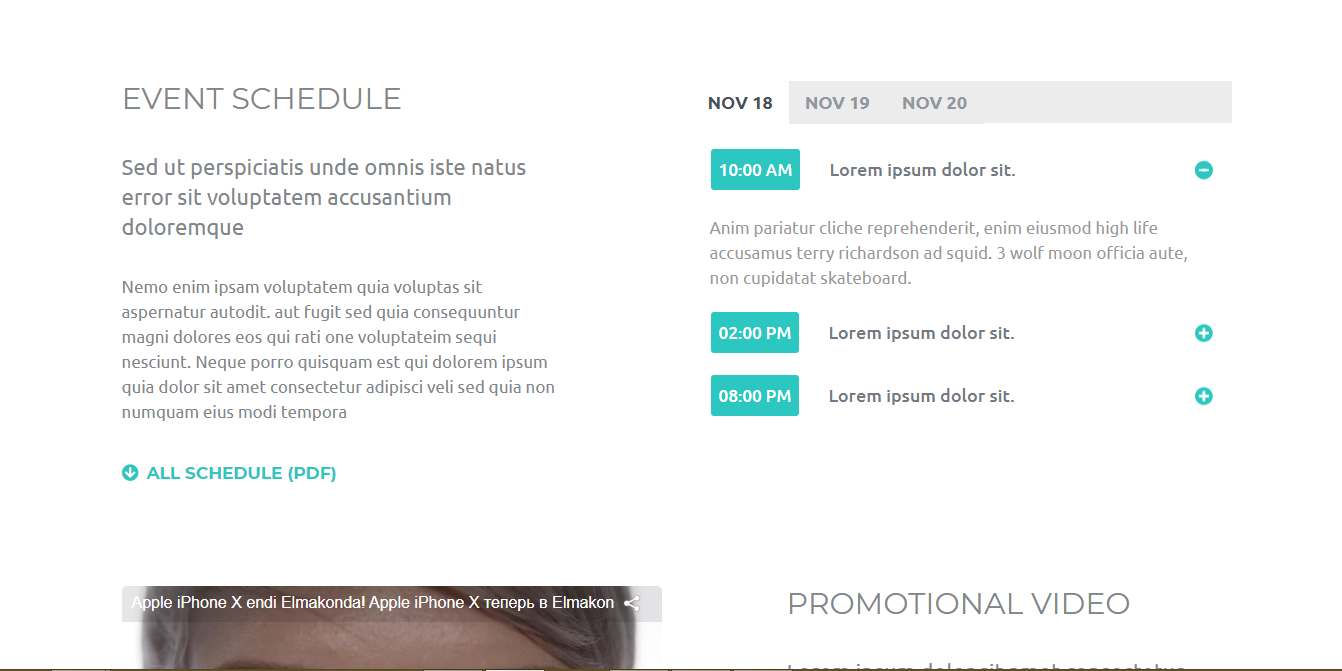 EVENT SCHEDULE
Sed ut perspiciatis unde omnis iste natus
error sit voluptatem accusantium
doloremque
Nemo enim ipsam voluptatem quia voluptas sit
aspernatur autodit. aut fugit sed quia consequuntur
magni dolores eos qui rati one voluptateim sequi
nesciunt. Neque porro quisquam est qui dolorem ipsum
quia dolor sit amet consectetur adipisci veli sed quia non
numquam eius modi tempora
ALL SCHEDULE (PDF)
NOV 18 NOV 19 NOV 20
10:00 AM Lorem ipsum dolor sit.
Anim pariatur cliche reprehenderit, enim eiusmod high life
accusamus terry richardson ad squid. 3 wolf moon officia aute,
non cupidatat skateboard.
02:00 PM Lorem ipsum dolor sit.
08:00 PM Lorem ipsum dolor sit.
Apple iPhone X endi Elmakonda! Apple iPhone X теперь в Elmakon
PROMOTIONAL VIDEO